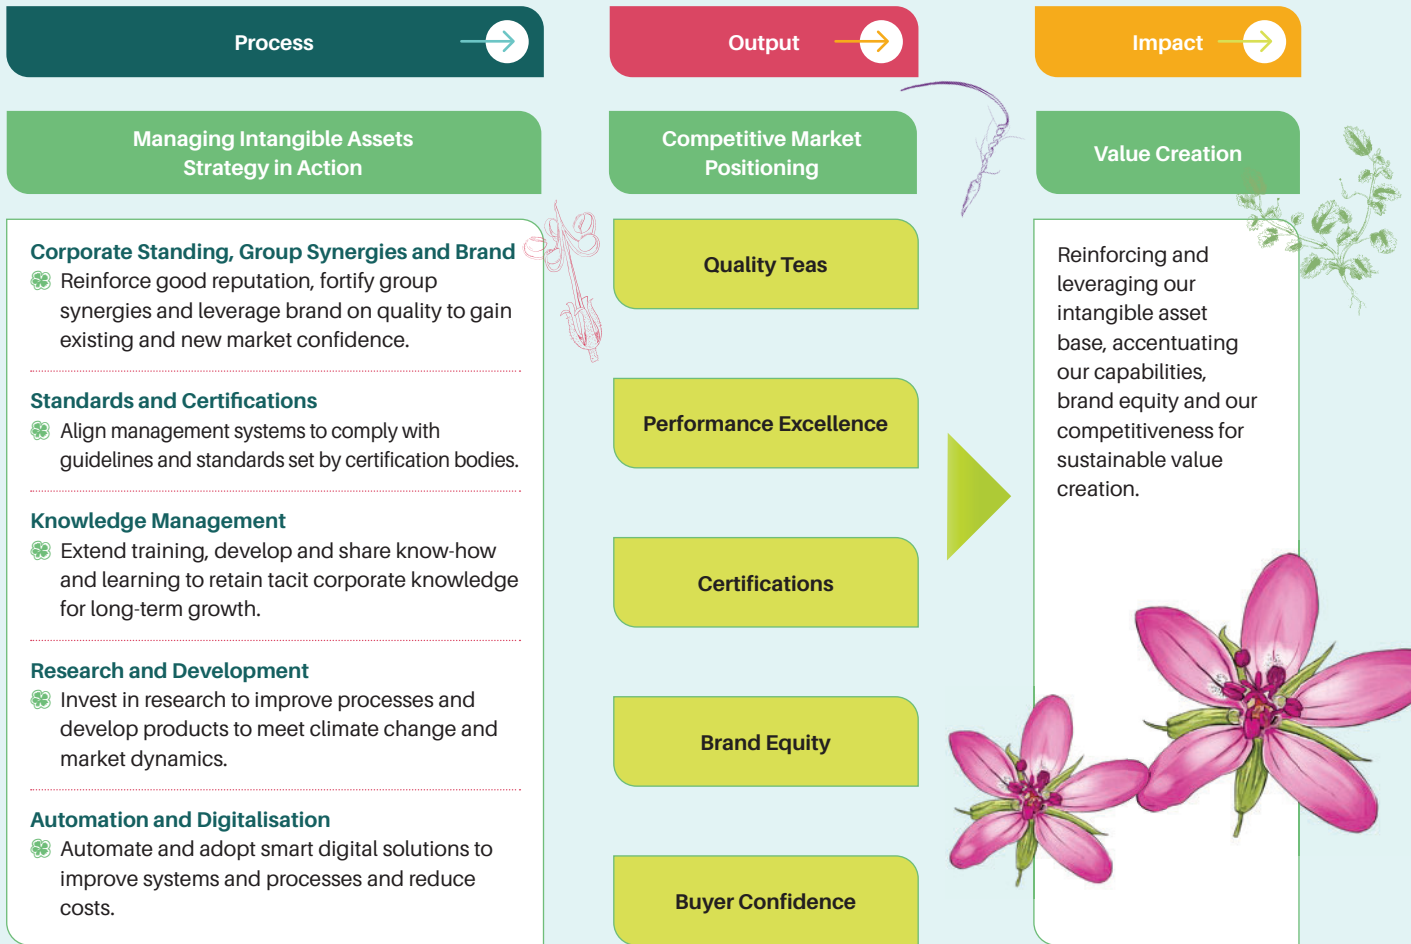 Process
Output
Impact
Managing Intangible Assets
Strategy in Action
Competitive Market
Positioning
Value Creation
Corporate Standing, Group Synergies and Brand
Reinforce good reputation, fortify group
synergies and leverage brand on quality to gain
existing and new market confidence.
Standards and Certifications
Align management systems to comply with
guidelines and standards set by certification bodies.
Knowledge Management
Extend training, develop and share know-how
and learning to retain tacit corporate knowledge
for long-term growth.
Research and Development
Invest in research to improve processes and
develop products to meet climate change and
market dynamics.
Automation and Digitalisation
Automate and adopt smart digital solutions to
improve systems and processes and reduce
costs.
Quality Teas
Performance Excellence
Certifications
Brand Equity
Buyer Confidence
Reinforcing and
leveraging our
intangible asset
base, accentuating
our capabilities,
brand equity and our
competitiveness for
sustainable value
creation.